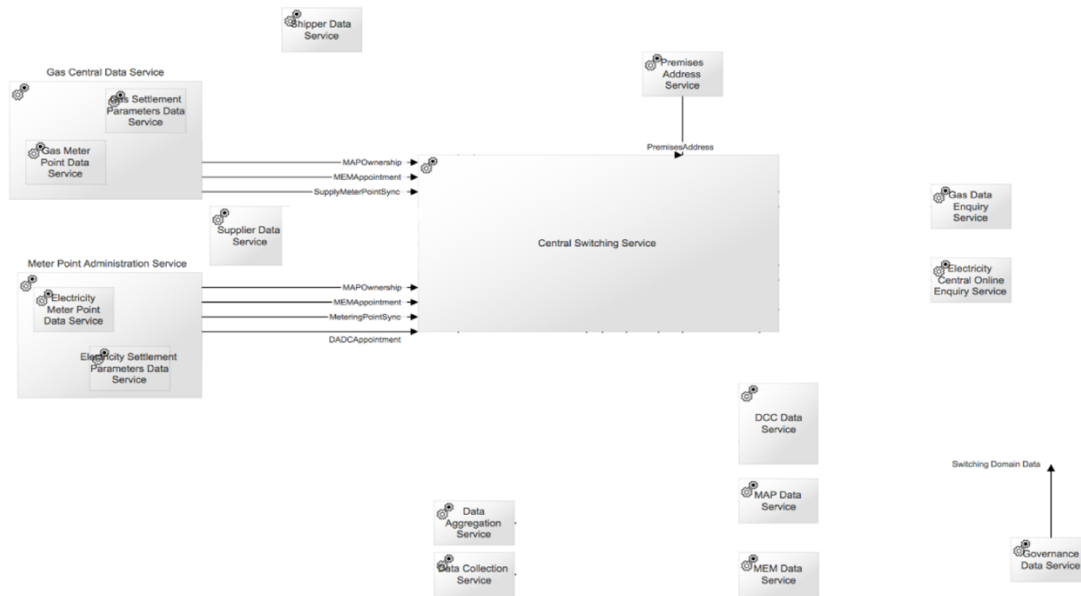 Shipper Data
Service
Premises
Address
Service
Gas Central Data Service
Gas Settlement
Parameters Data
Service
Gas Meter
Point Data
Service
PremisesAddress
MAPOwnership
MEMAppointment
SupplyMeterPointSync
Gas Data
Enquiry
Service
Supplier Data
Service
Central Switching Service
Meter Point Administration Service
Electricity
Central Online
Enquiry Service
Electricity
Meter Point
Data Service
MAPOwnership
MEMAppointment
MeteringPointSync
DADCAppointment
Electricity Settlement
Parameters Data
Service
DCC Data
Service
Switching Domain Data
MAP Data
Service
Data
Aggregation
Service
Data Collection
Service
MEM Data
Service
Governance
Data Service